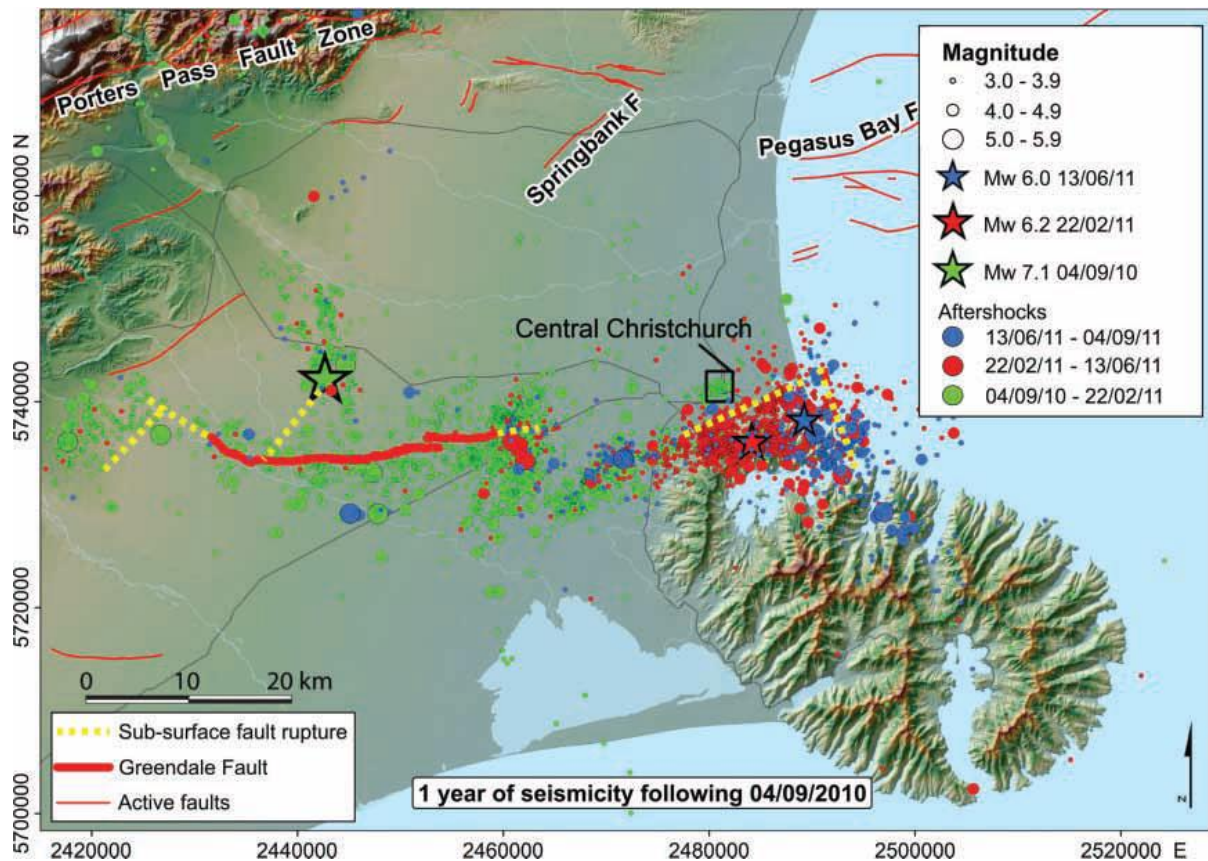 Porters Pass Fault Zone
Springbank F
Pegasus Bay F
Central Christchurch
Magnitude
3.0 - 3.9
4.0 - 4.9
5.0 - 5.9
Mw 6.0 13/06/11
Mw 6.2 22/02/11
Mw 7.1 04/09/10
Aftershocks
13/06/11 - 04/09/11
22/02/11 - 13/06/11
04/09/10 - 22/02/11
5760000 N
5740000
5720000
5700000
0 10 20 km
Sub-surface fault rupture
Greendale Fault
Active faults
1 year of seismicity following 04/09/2010
N
2420000 2440000 2460000 2480000 2500000 2520000 E